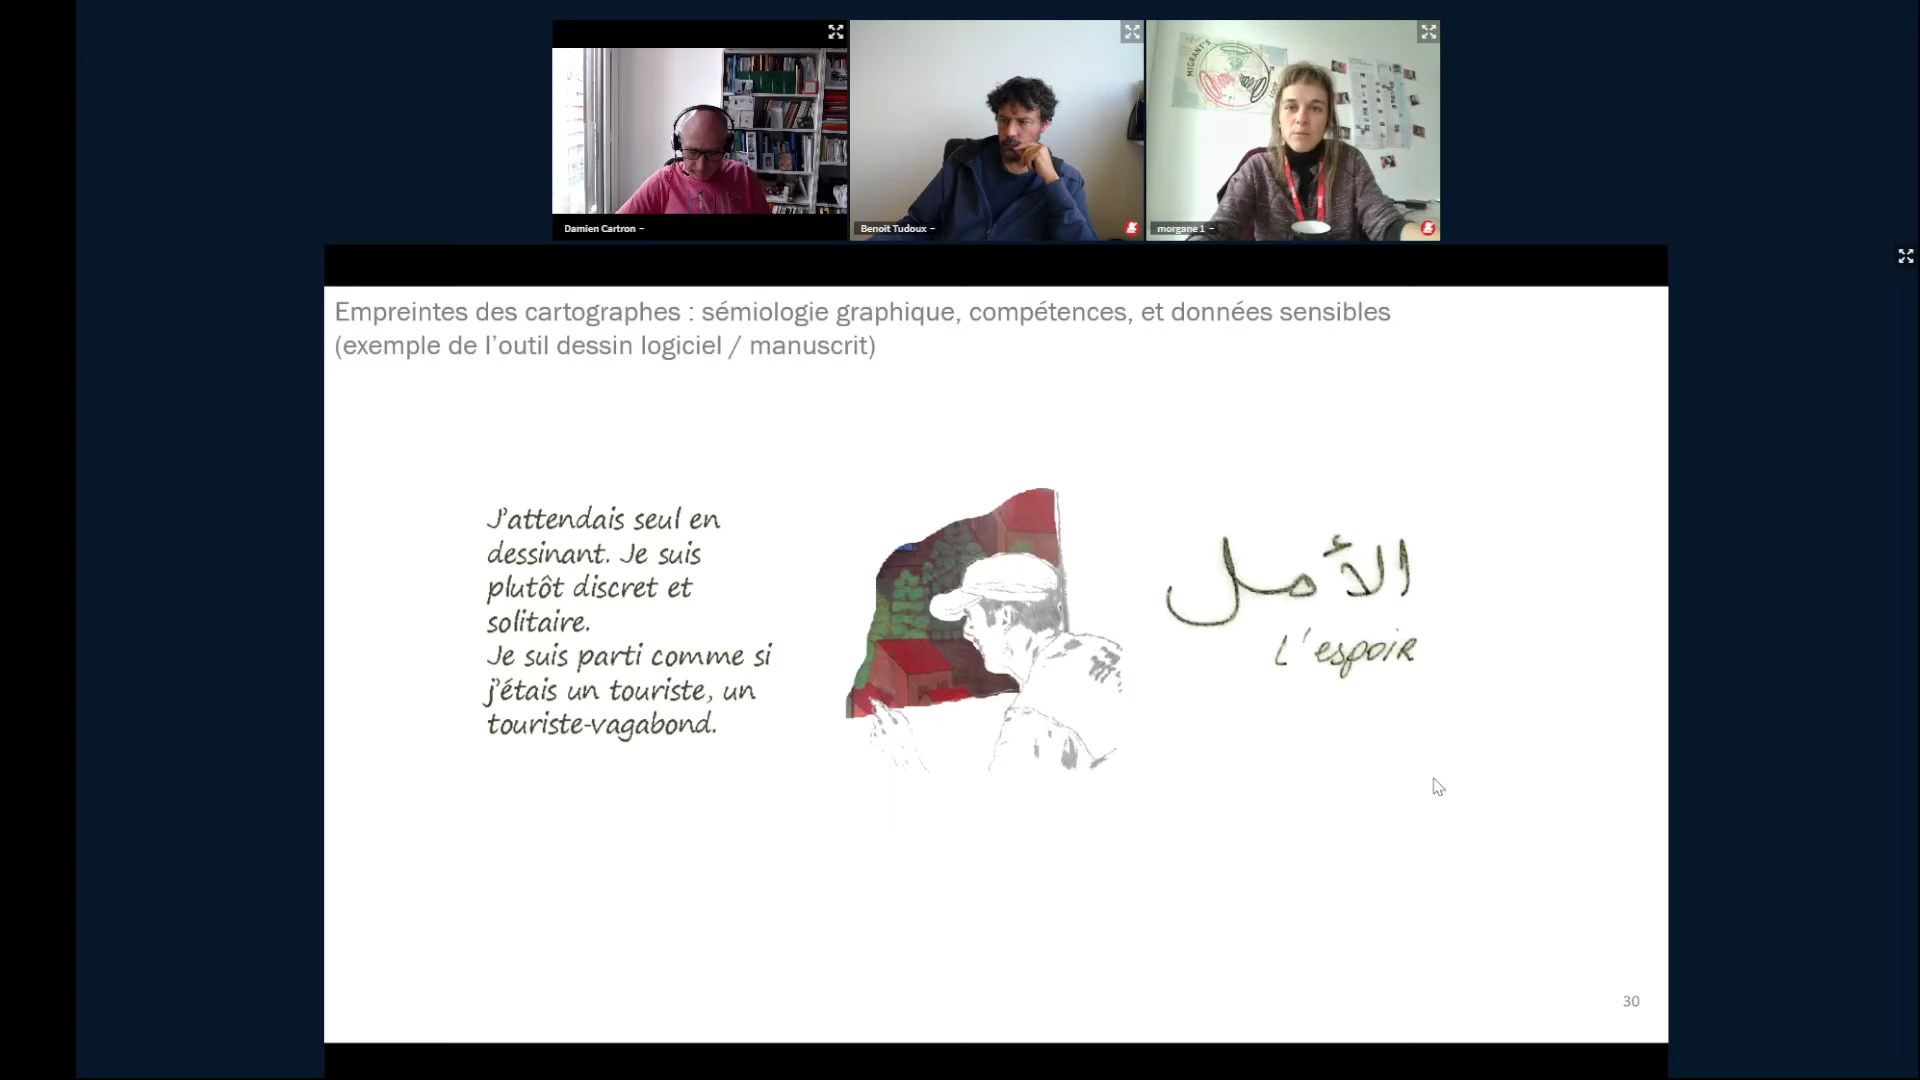 MIGRANT'S
Damien Cartron
Benoit Tudoux
morgane 1
Empreintes des cartographes : sémiologie graphique, compétences, et données sensibles
(exemple de l'outil dessin logiciel / manuscrit)
J'attendais seul en
dessinant. Je suis
plutôt discret et
solitaire.
Je suis parti comme si
j'étais un touriste, un
touriste-vagabond.
الأمل
L'espoir
30